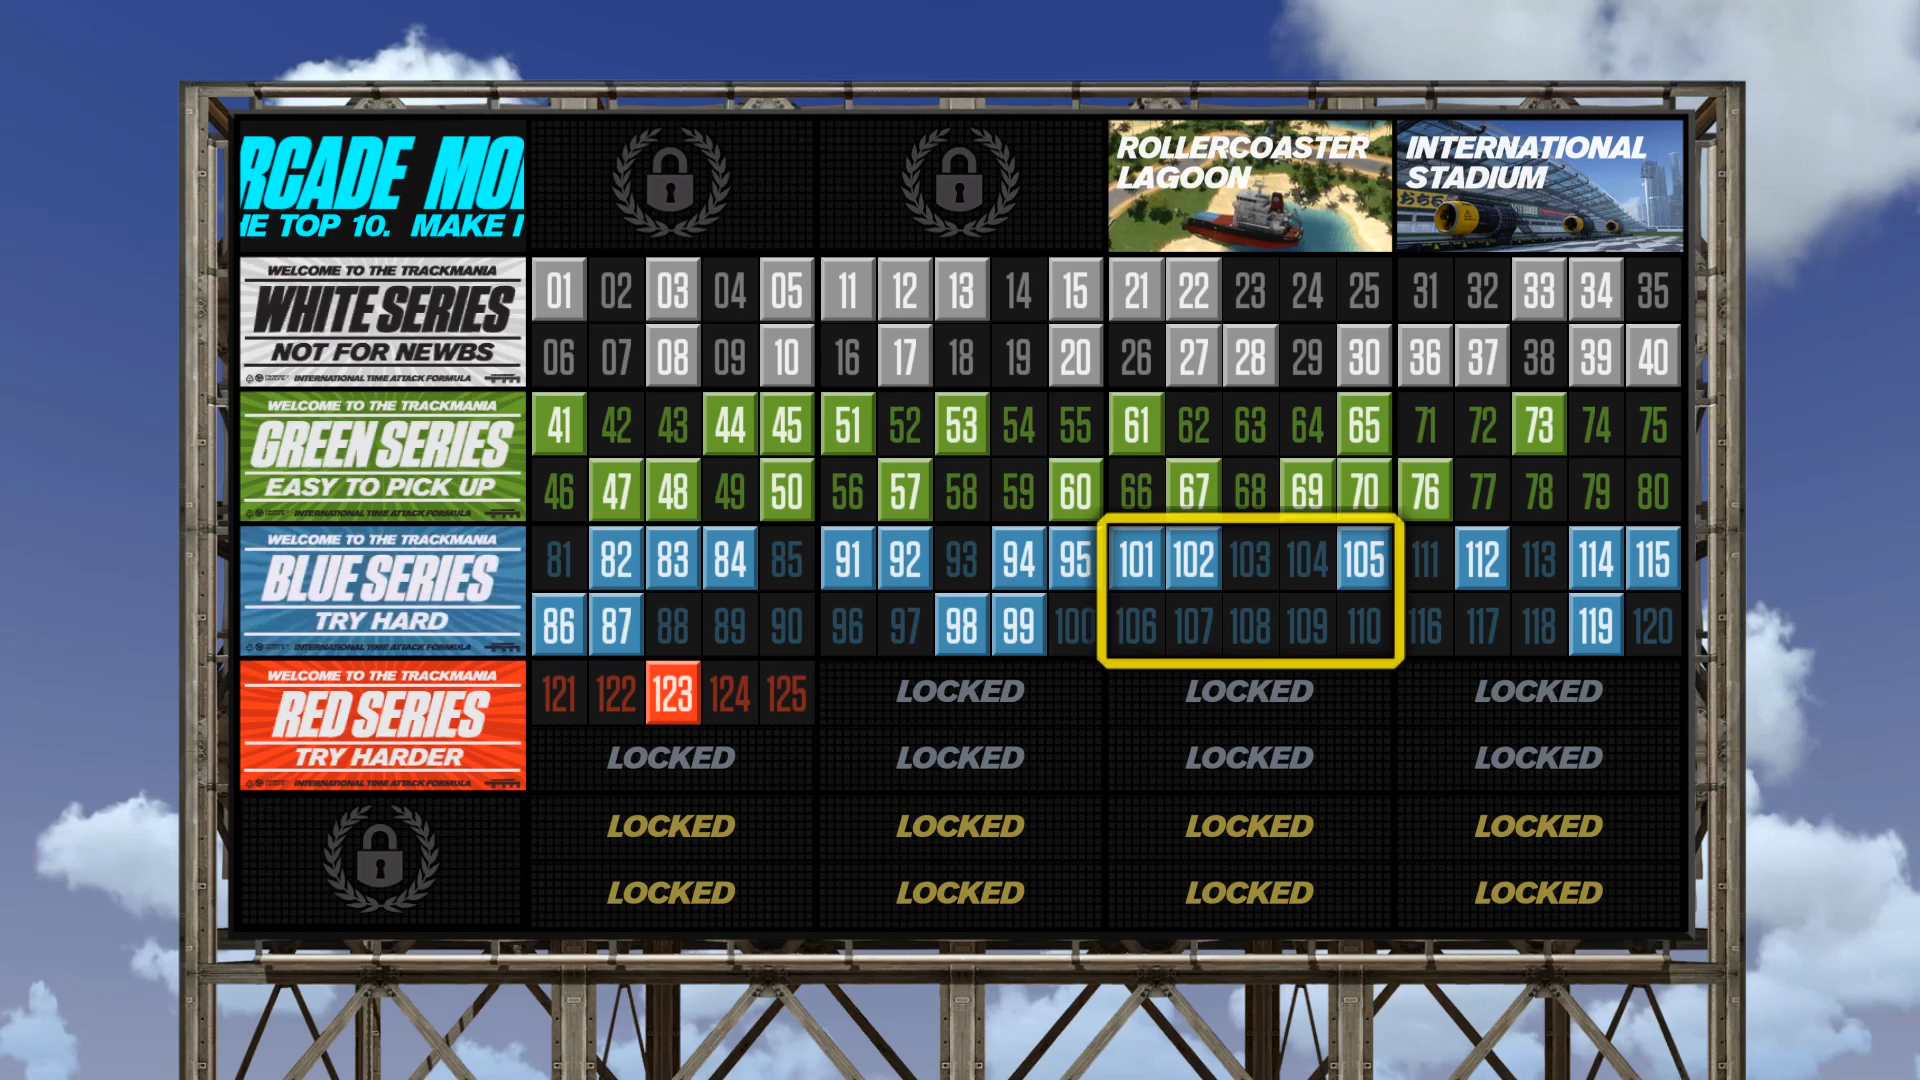 RCADE MO
HE TOP 10. MAKE I
ROLLERCOASTER
LAGOON
INTERNATIONAL
STADIUM
WELCOME TO THE TRACKMANIA
WHITE SERIES
NOT FOR NEWBS
INTERNATIONAL TIME ATTACK FORMULA
01 02 03 04 05 11 12 13 14 15 21 22 23 24 25 31 32 33 34 35
06 07 08 09 10 16 17 18 19 20 26 27 28 29 30 36 37 38 39 40
WELCOME TO THE TRACKMANIA
GREEN SERIES
EASY TO PICK UP
INTERNATIONAL TIME ATTACK FORMULA
41 42 43 44 45 51 52 53 54 55 61 62 63 64 65 71 72 73 74 75
46 47 48 49 50 56 57 58 59 60 66 67 68 69 70 76 77 78 79 80
WELCOME TO THE TRACKMANIA
BLUE SERIES
TRY HARD
INTERNATIONAL TIME ATTACK FORMULA
81 82 83 84 85 91 92 93 94 95 101 102 103 104 105 111 112 113 114 115
86 87 88 89 90 96 97 98 99 100 106 107 108 109 110 116 117 118 119 120
WELCOME TO THE TRACKMANIA
RED SERIES
TRY HARDER
INTERNATIONAL TIME ATTACK FORMULA
121 122 123 124 125 LOCKED LOCKED LOCKED
LOCKED LOCKED LOCKED LOCKED
LOCKED LOCKED LOCKED LOCKED
LOCKED LOCKED LOCKED LOCKED